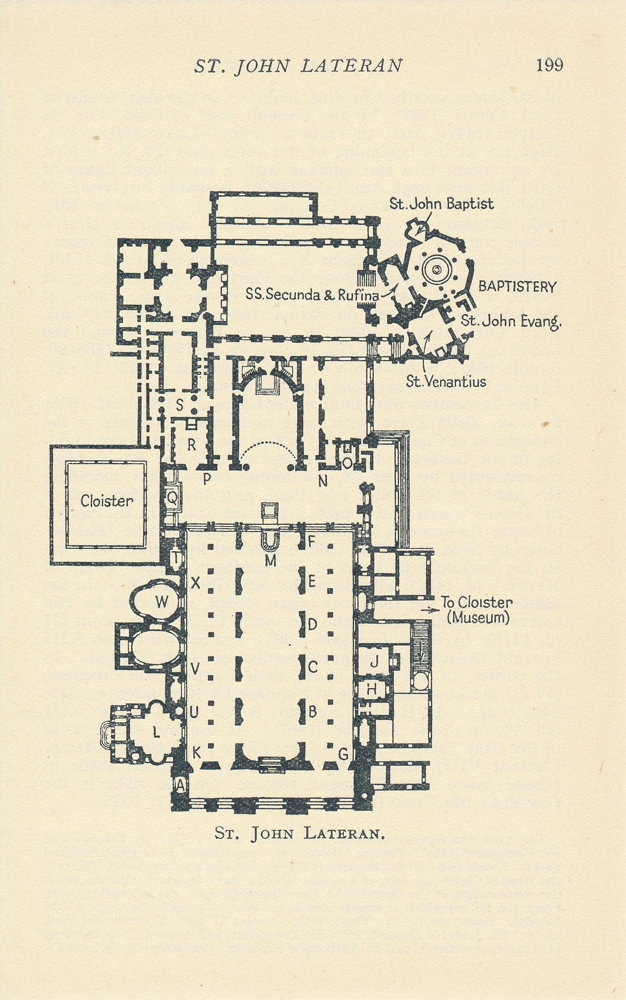 ST. JOHN LATERAN 199
St. John Baptist
BAPTISTERY
SS. Secunda & Rufina
St. John Evang.
St. Venantius
S
R
O
P N
Q
Cloister
F
T M
X E
W
To Cloister
(Museum)
D
J
V C
H
U B
L
K G
A
ST. JOHN LATERAN.